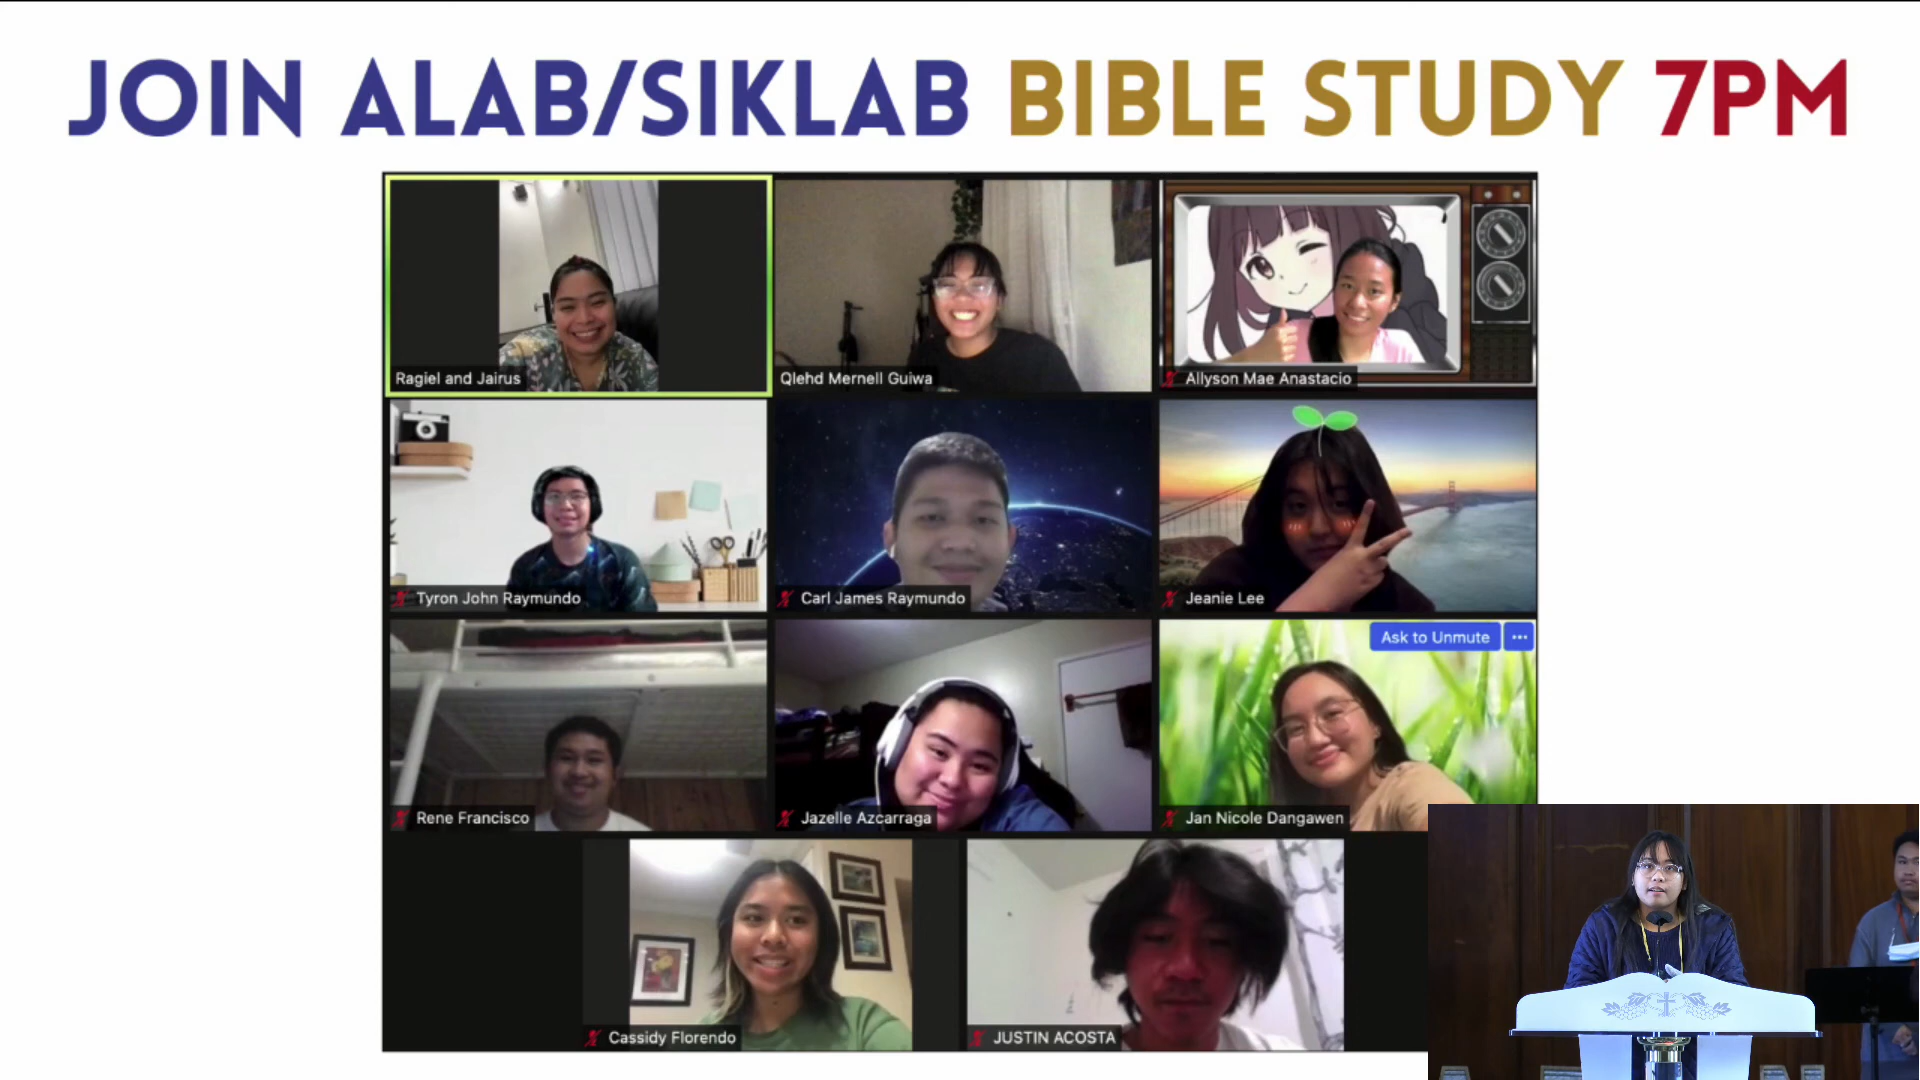 JOIN ALAB/SIKLAB BIBLE STUDY 7PM
Ragiel and Jairus
Qlehd Mernell Guiwa
Allyson Mae Anastacio
Tyron John Raymundo
Carl James Raymundo
Jeanie Lee
Ask to Unmute
Rene Francisco
Jazelle Azcarraga
Jan Nicole Dangawen
Cassidy Florendo
JUSTIN ACOSTA